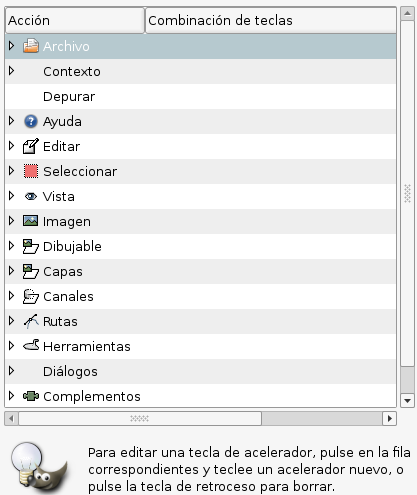 Acción Combinación de teclas
Archivo
Contexto
Depurar
Ayuda
Editar
Seleccionar
Vista
Imagen
Dibujable
Capas
Canales
Rutas
Herramientas
Diálogos
Complementos
Para editar una tecla de acelerador, pulse en la fila
correspondientes y teclee un acelerador nuevo, o
pulse la tecla de retroceso para borrar.